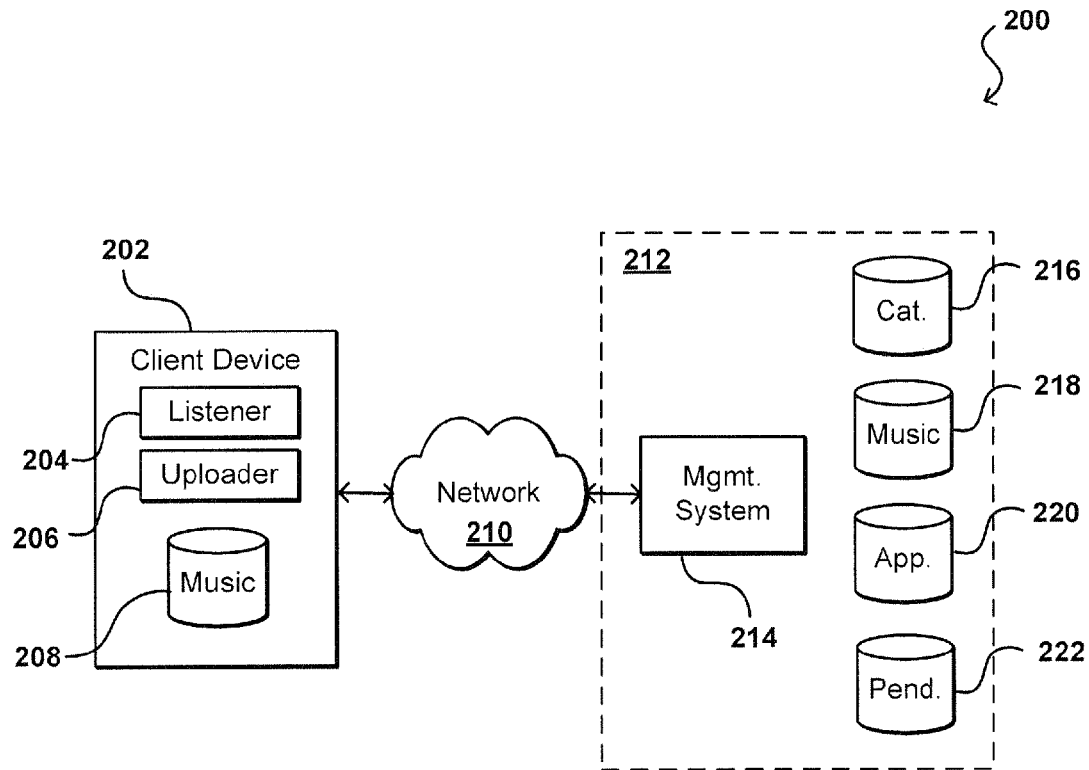 200
202
Client Device
Listener
204
Uploader
206
Music
208
Network
210
212
Mgmt.
System
214
Cat.
216
Music
218
App.
220
Pend.
222